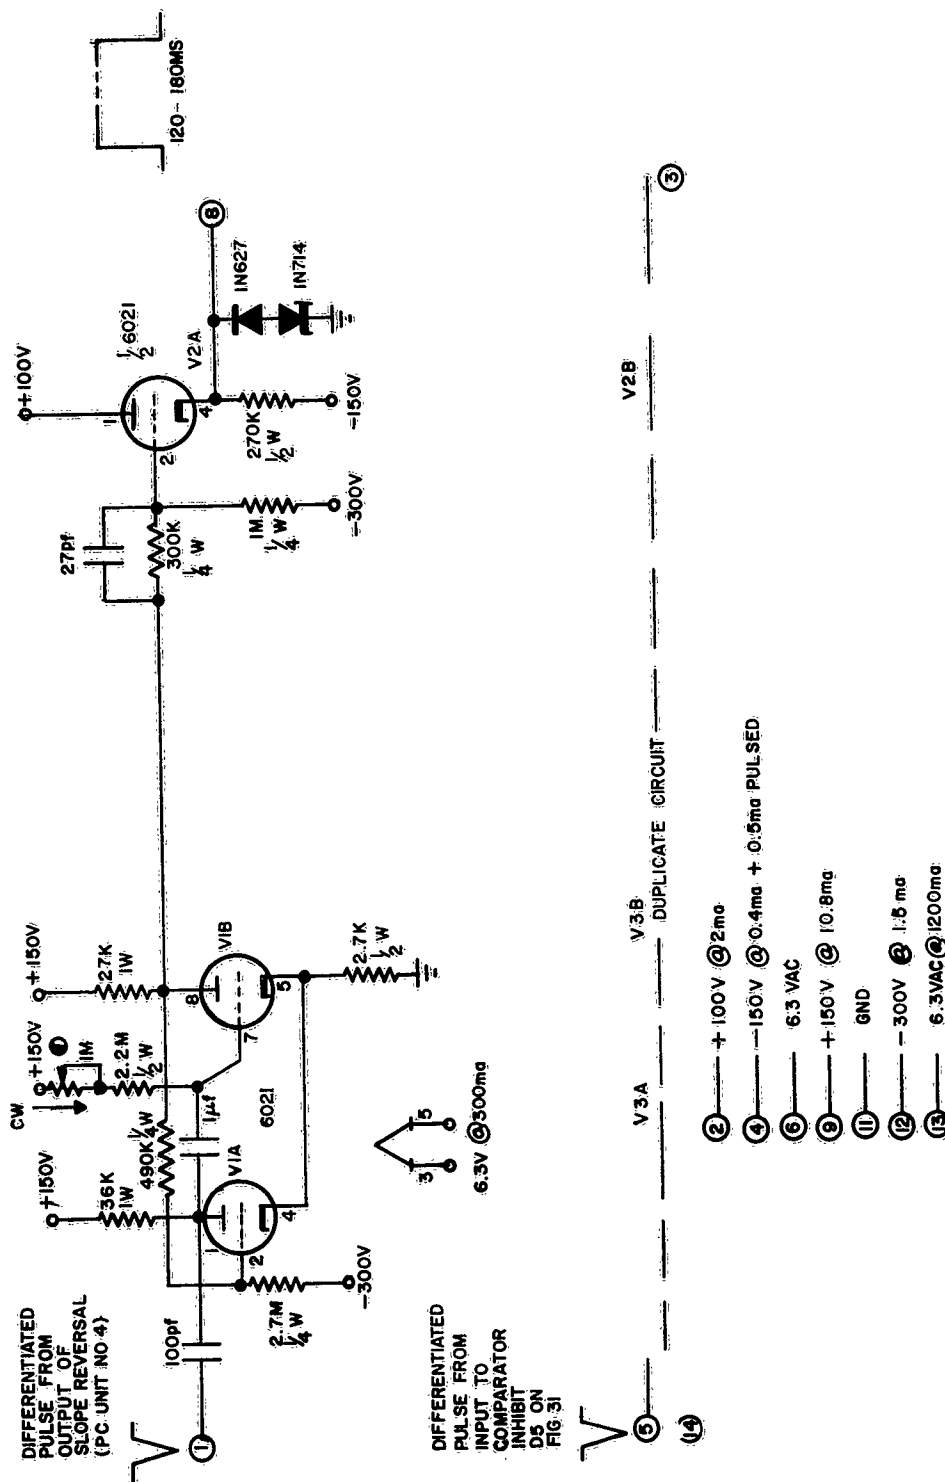 DIFFERENTIATED
PULSE FROM
OUTPUT OF
SLOPE REVERSAL
(PC UNIT NO 4)
1
100pf
+150V
36K
1W
V1A
1
2
4
2.7M
1/4 W
-300V
490K 1/4W
CW
+150V
1M
2.2M
1/2 W
1µf
6021
+150V
27K
1W
V1B
8
7
5
2.7K
1/2 W
3
5
6.3V @300ma
27pf
300K
1/4 W
1M
1/4 W
-300V
+100V
1/2 6021
1
2
4
V2A
270K
1/2 W
-150V
1N627
1N714
8
120-180MS
DIFFERENTIATED
PULSE FROM
INPUT TO
COMPARATOR
INHIBIT
D5 ON
FIG 31
5
14
V3A
V3B
DUPLICATE CIRCUIT
V2B
3
2 +100V @2ma
4 -150V @0.4ma + 0.5ma PULSED
6 6.3 VAC
9 +150V @ 10.8ma
11 GND
12 -300V @ 1.5 ma
13 6.3VAC@1200ma